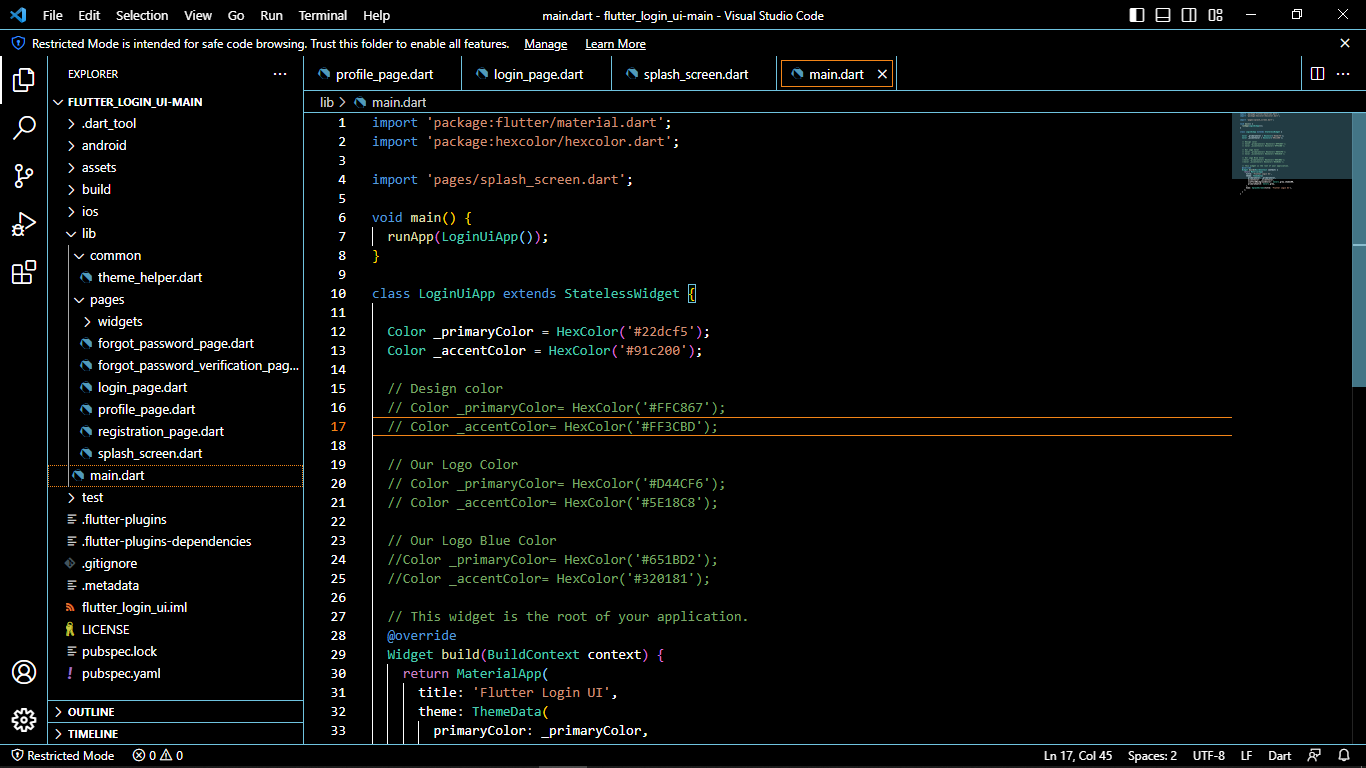 File Edit Selection View Go Run Terminal Help main.dart - flutter_login_ui-main - Visual Studio Code
Restricted Mode is intended for safe code browsing. Trust this folder to enable all features. Manage Learn More
EXPLORER
FLUTTER_LOGIN_UI-MAIN
.dart_tool
android
assets
build
ios
lib
common
theme_helper.dart
pages
widgets
forgot_password_page.dart
forgot_password_verification_pag...
login_page.dart
profile_page.dart
registration_page.dart
splash_screen.dart
main.dart
test
.flutter-plugins
.flutter-plugins-dependencies
.gitignore
.metadata
flutter_login_ui.iml
LICENSE
pubspec.lock
pubspec.yaml
OUTLINE
TIMELINE
profile_page.dart login_page.dart splash_screen.dart main.dart
lib > main.dart
1 import 'package:flutter/material.dart';
2 import 'package:hexcolor/hexcolor.dart';
3
4 import 'pages/splash_screen.dart';
5
6 void main() {
7 runApp(LoginUiApp());
8 }
9
10 class LoginUiApp extends StatelessWidget {
11
12 Color _primaryColor = HexColor('#22dcf5');
13 Color _accentColor = HexColor('#91c200');
14
15 // Design color
16 // Color _primaryColor= HexColor('#FFC867');
17 // Color _accentColor= HexColor('#FF3CBD');
18
19 // Our Logo Color
20 // Color _primaryColor= HexColor('#D44CF6');
21 // Color _accentColor= HexColor('#5E18C8');
22
23 // Our Logo Blue Color
24 //Color _primaryColor= HexColor('#651BD2');
25 //Color _accentColor= HexColor('#320181');
26
27 // This widget is the root of your application.
28 @override
29 Widget build(BuildContext context) {
30 return MaterialApp(
31 title: 'Flutter Login UI',
32 theme: ThemeData(
33 primaryColor: _primaryColor,
Restricted Mode 0 0 Ln 17, Col 45 Spaces: 2 UTF-8 LF Dart